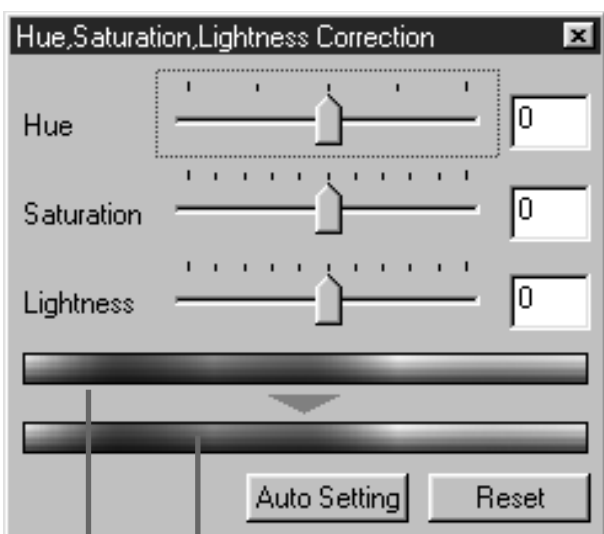 Hue,Saturation,Lightness Correction
Hue 0
Saturation 0
Lightness 0
Auto Setting Reset